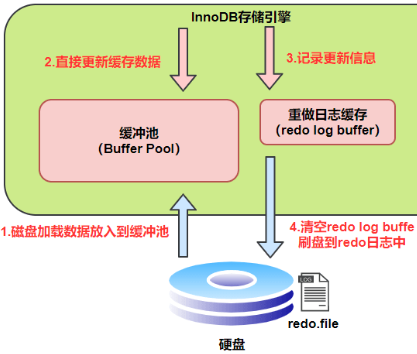 InnoDB存储引擎
2.直接更新缓存数据
3.记录更新信息
缓冲池
（Buffer Pool）
重做日志缓存
（redo log buffer）
1.磁盘加载数据放入到缓冲池
4.清空redo log buffe
刷盘到redo日志中
LOG
redo.file
硬盘